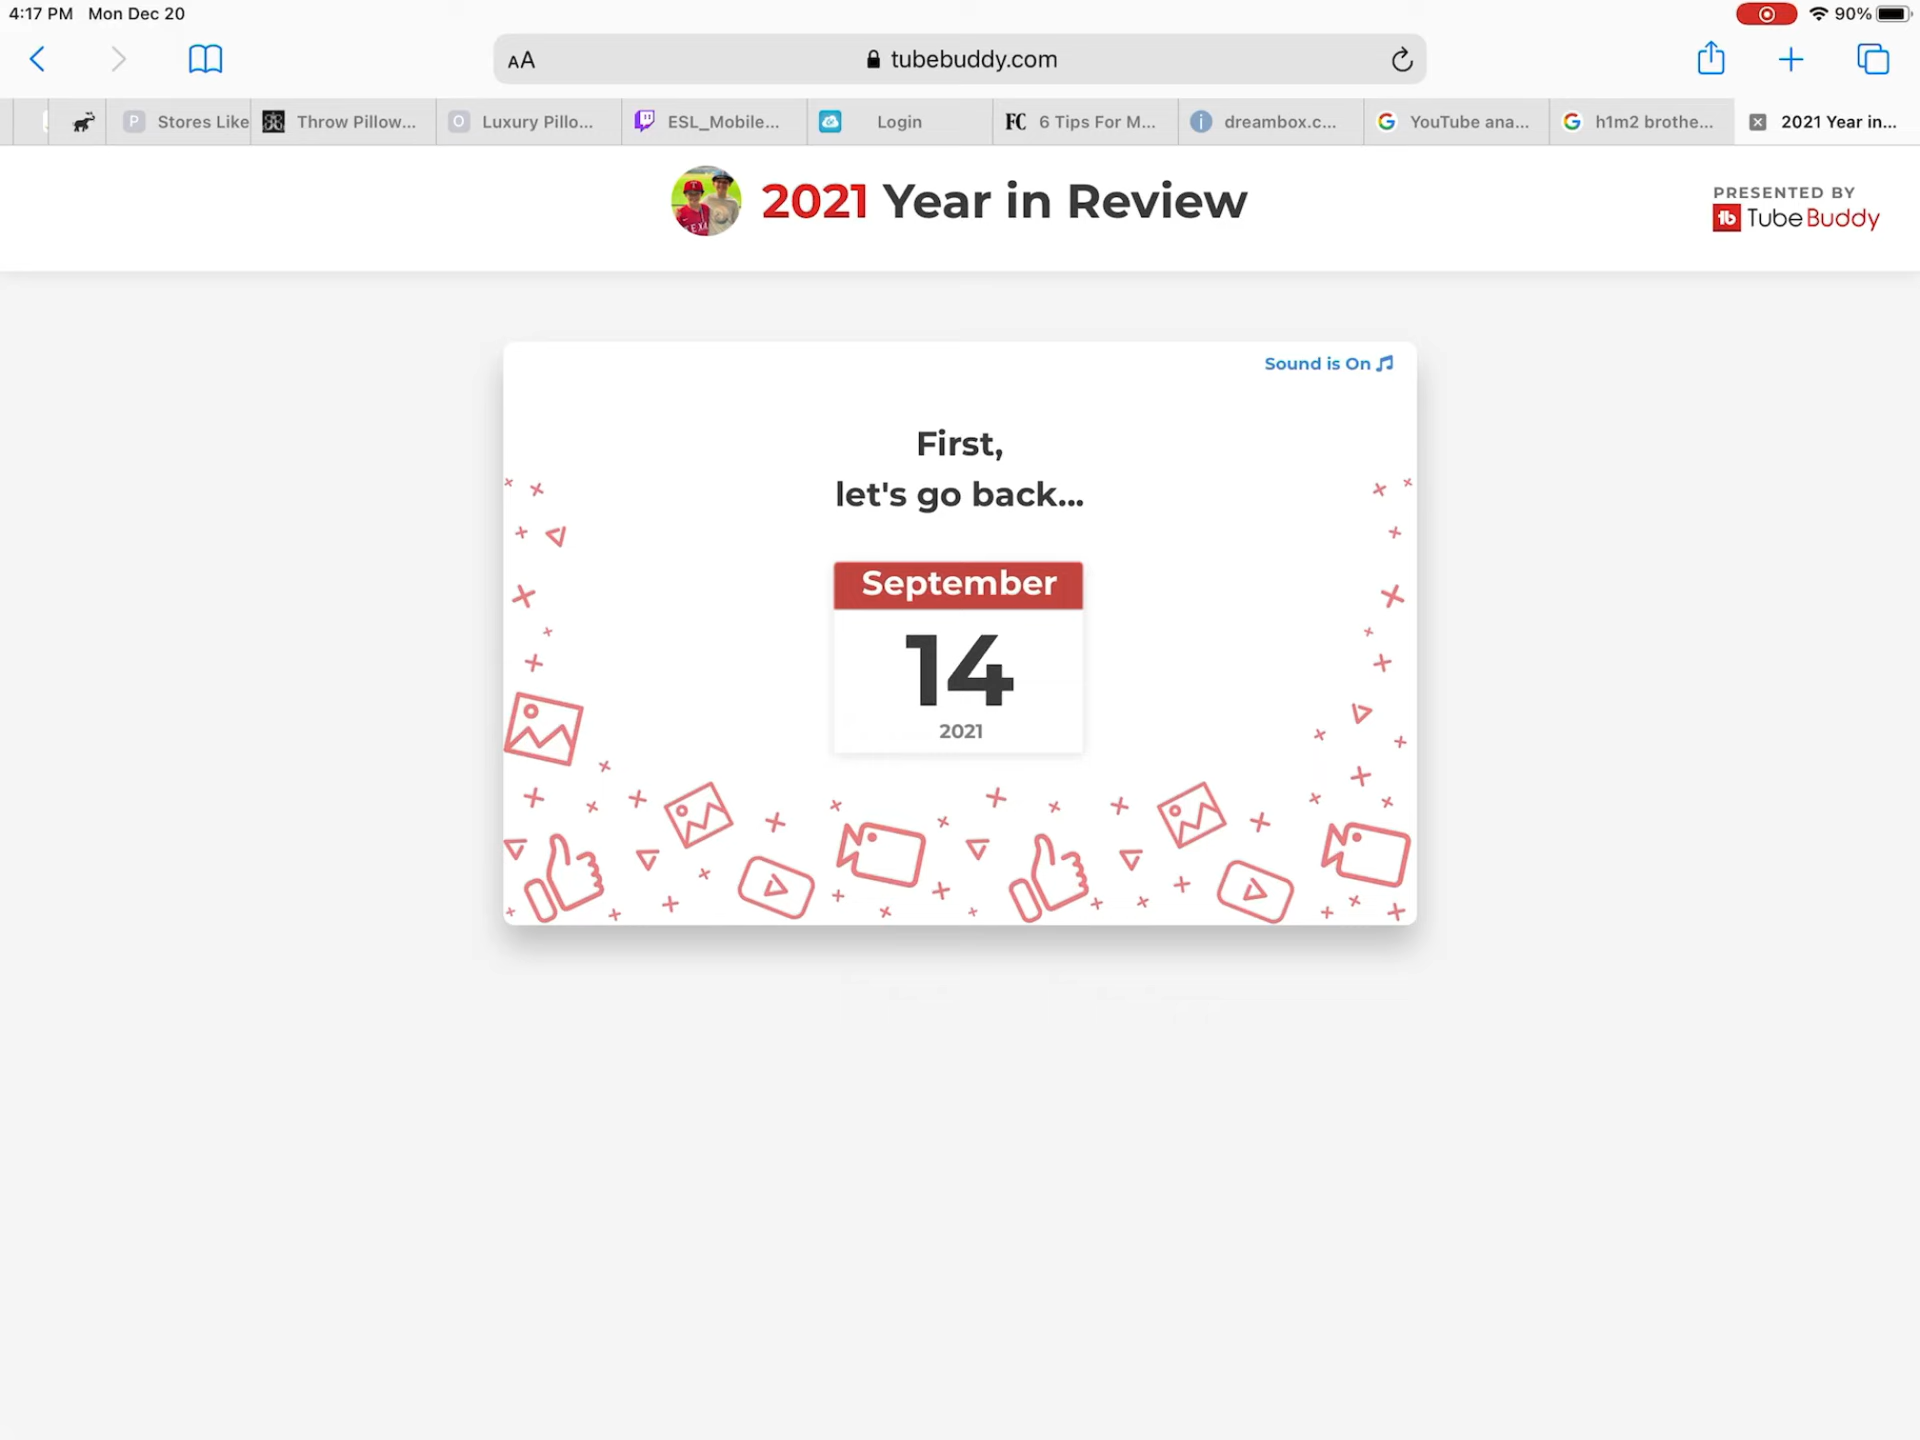 4:17 PM Mon Dec 20
90%
AA
tubebuddy.com
P Stores Like
Throw Pillow...
O Luxury Pillo...
ESL_Mobile...
Login
FC 6 Tips For M...
dreambox.c...
G YouTube ana...
G h1m2 brothe...
2021 Year in...
2021 Year in Review
PRESENTED BY
tb TubeBuddy
Sound is On
First,
let's go back...
September
14
2021